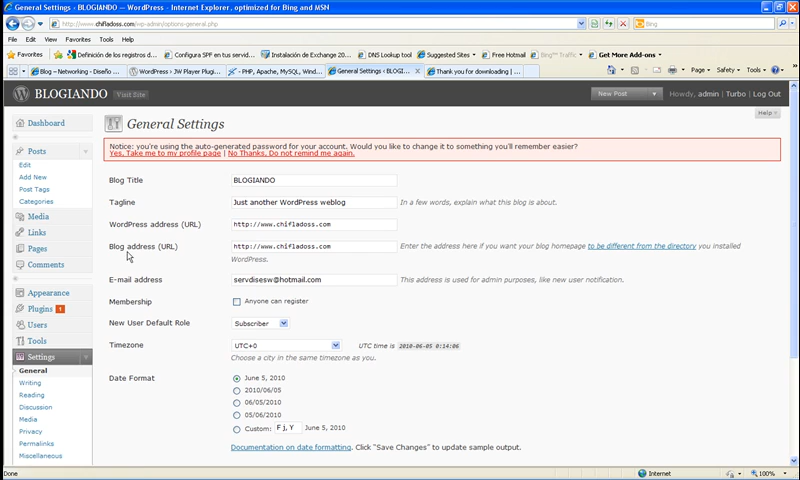 General Settings ‹ BLOGIANDO — WordPress - Internet Explorer, optimized for Bing and MSN
http://www.chifladoss.com/wp-admin/options-general.php
Bing
File Edit View Favorites Tools Help
Favorites Definición de los registros d... Configura SPF en tu servid... Instalación de Exchange 20... DNS Lookup tool Suggested Sites Free Hotmail Bing™ Traffic Get More Add-ons
Blog – Networking - Diseño ... WordPress › JW Player Plugi... - PHP, Apache, MySQL, Wind... General Settings ‹ BLOGI... Thank you for downloading | ...
Page Safety Tools
BLOGIANDO Visit Site New Post Howdy, admin | Turbo | Log Out
Help
Dashboard
Posts
Edit
Add New
Post Tags
Categories
Media
Links
Pages
Comments
Appearance
Plugins 1
Users
Tools
Settings
General
Writing
Reading
Discussion
Media
Privacy
Permalinks
Miscellaneous
General Settings
Notice: you're using the auto-generated password for your account. Would you like to change it to something you'll remember easier?
Yes, Take me to my profile page | No Thanks, Do not remind me again.
Blog Title BLOGIANDO
Tagline Just another WordPress weblog In a few words, explain what this blog is about.
WordPress address (URL) http://www.chifladoss.com
Blog address (URL) http://www.chifladoss.com Enter the address here if you want your blog homepage to be different from the directory you installed
WordPress.
E-mail address servdisesw@hotmail.com This address is used for admin purposes, like new user notification.
Membership Anyone can register
New User Default Role Subscriber
Timezone UTC+0 UTC time is 2010-06-05 0:14:06
Choose a city in the same timezone as you.
Date Format June 5, 2010
2010/06/05
06/05/2010
05/06/2010
Custom: F j, Y June 5, 2010
Documentation on date formatting. Click "Save Changes" to update sample output.
Done Internet 100%